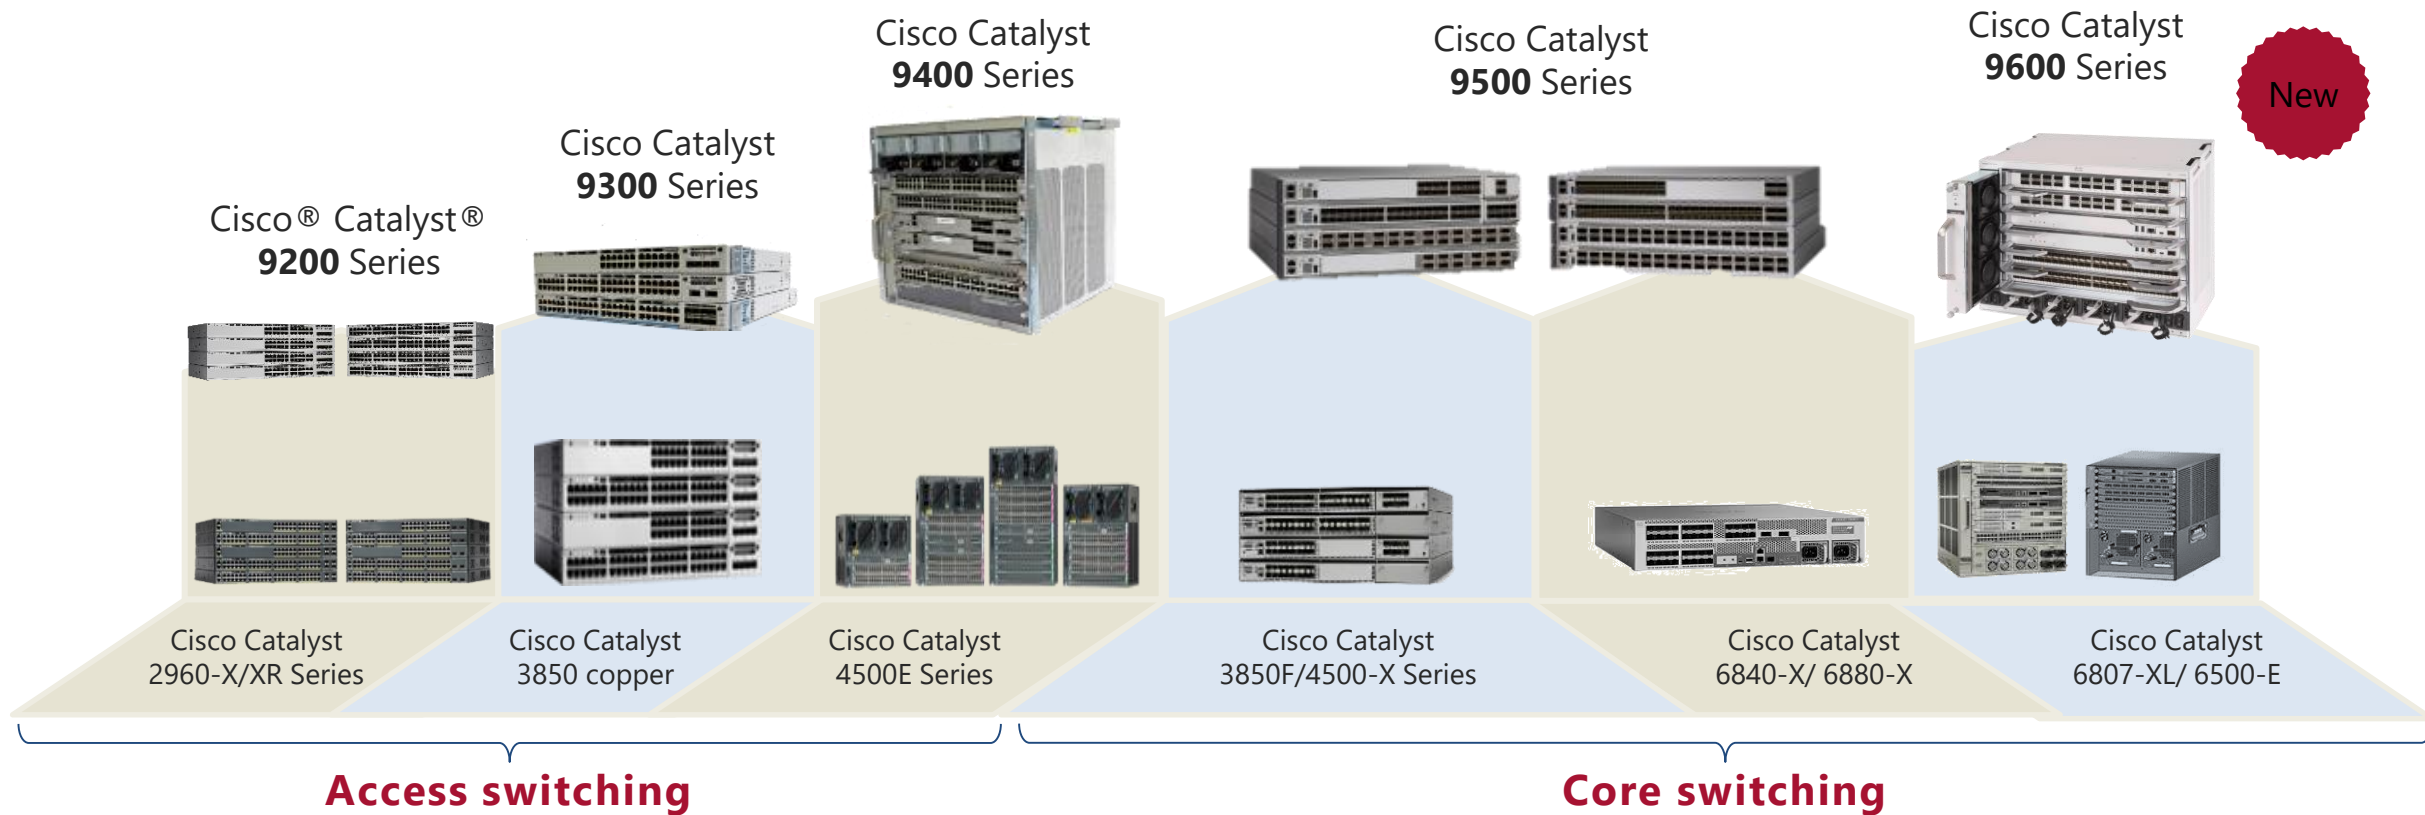 Cisco® Catalyst®
9200 Series
Cisco Catalyst
9300 Series
Cisco Catalyst
9400 Series
Cisco Catalyst
9500 Series
Cisco Catalyst
9600 Series
New
Cisco Catalyst
2960-X/XR Series
Cisco Catalyst
3850 copper
Cisco Catalyst
4500E Series
Cisco Catalyst
3850F/4500-X Series
Cisco Catalyst
6840-X/ 6880-X
Cisco Catalyst
6807-XL/ 6500-E
Access switching
Core switching